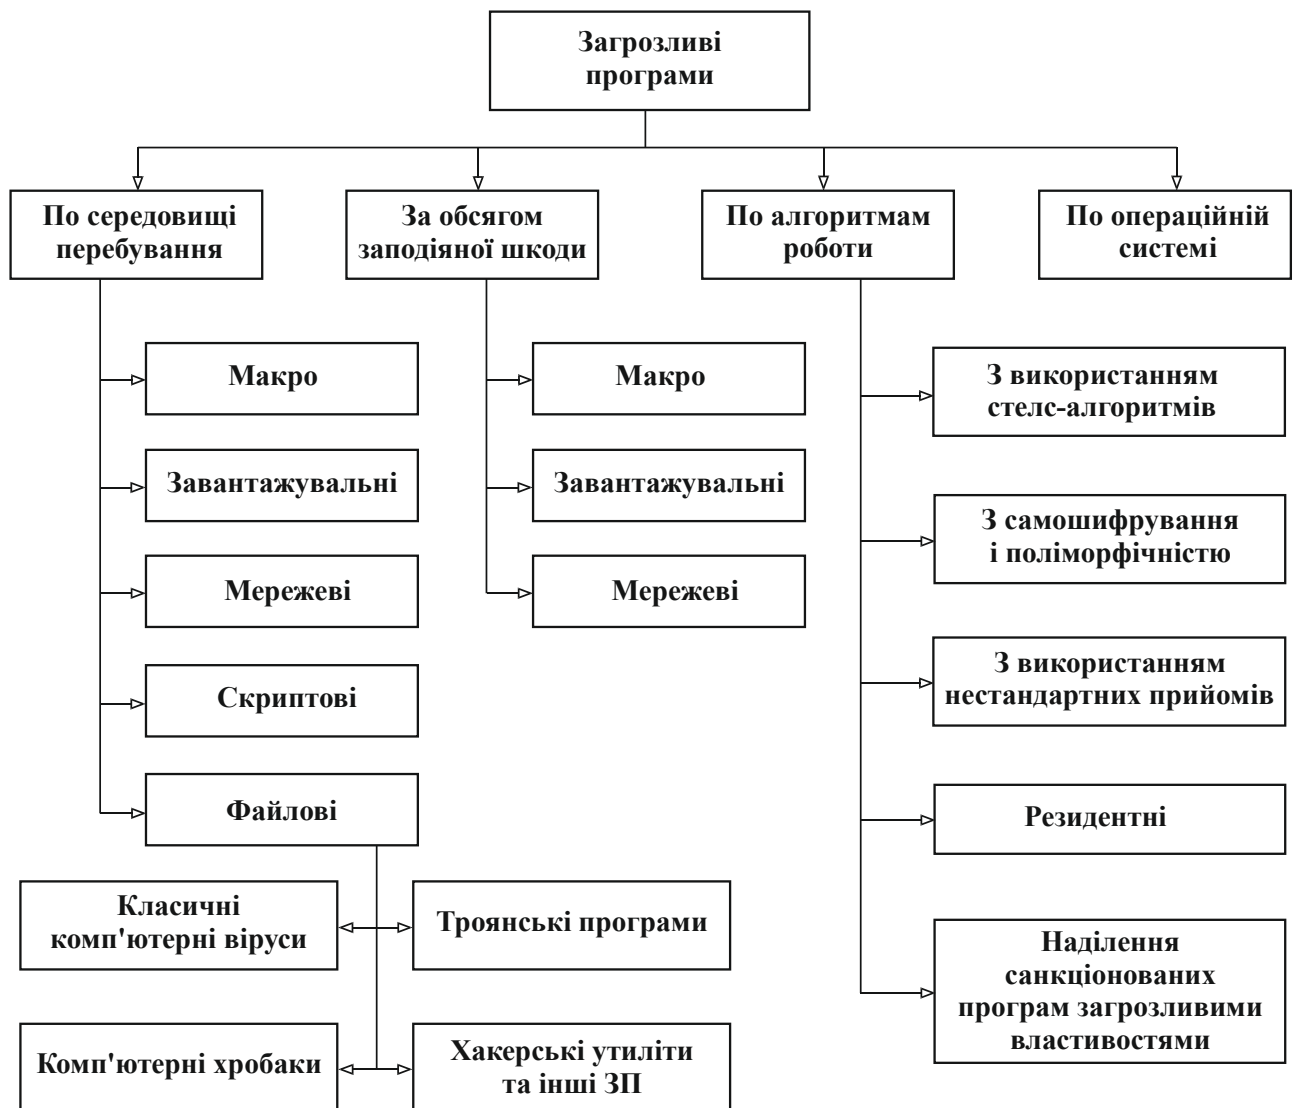 Загрозливі
програми
По середовищі
перебування
За обсягом
заподіяної шкоди
По алгоритмам
роботи
По операційній
системі
Макро
Завантажувальні
Мережеві
Скриптові
Файлові
Класичні
комп'ютерні віруси
Троянські програми
Комп'ютерні хробаки
Хакерські утиліти
та інші ЗП
Макро
Завантажувальні
Мережеві
З використанням
стелс-алгоритмів
З самошифрування
і поліморфічністю
З використанням
нестандартних прийомів
Резидентні
Наділення
санкціонованих
програм загрозливими
властивостями